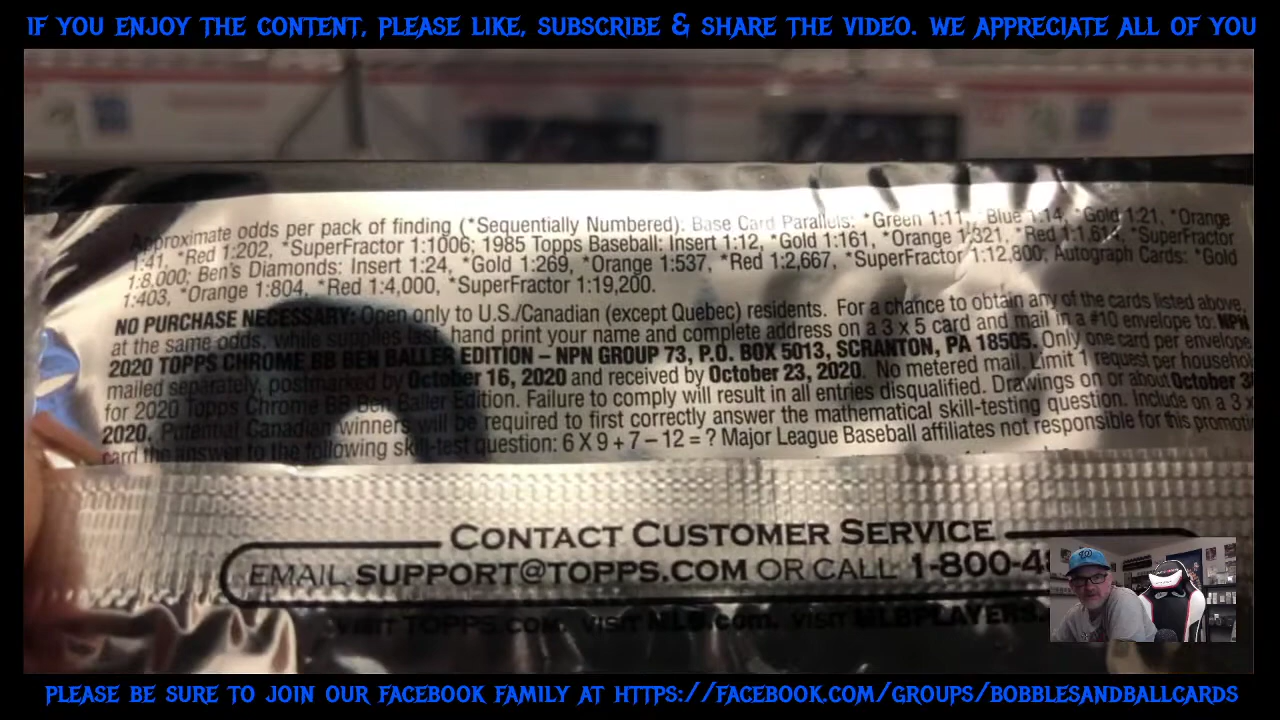 IF YOU ENJOY THE CONTENT, PLEASE LIKE, SUBSCRIBE & SHARE THE VIDEO. WE APPRECIATE ALL OF YOU
Approximate odds per pack of finding (*Sequentially Numbered): Base Card Parallels: *Green 1:11, *Blue 1:14, *Gold 1:21, *Orange
1:41, *Red 1:202, *SuperFractor 1:1006; 1985 Topps Baseball: Insert 1:12, *Gold 1:161, *Orange 1:321, *Red 1:1,614, *SuperFractor
1:8,000; Ben's Diamonds: Insert 1:24, *Gold 1:269, *Orange 1:537, *Red 1:2,667, *SuperFractor 1:12,800; Autograph Cards: *Gold
1:403, *Orange 1:804, *Red 1:4,000, *SuperFractor 1:19,200.
NO PURCHASE NECESSARY: Open only to U.S./Canadian (except Quebec) residents. For a chance to obtain any of the cards listed above,
at the same odds, while supplies last, hand print your name and complete address on a 3 x 5 card and mail in a #10 envelope to: NPN
2020 TOPPS CHROME BB BEN BALLER EDITION – NPN GROUP 73, P.O. BOX 5013, SCRANTON, PA 18505. Only one card per envelope
mailed separately, postmarked by October 16, 2020 and received by October 23, 2020. No metered mail. Limit 1 request per household
for 2020 Topps Chrome BB Ben Baller Edition. Failure to comply will result in all entries disqualified. Drawings on or about October
2020. Potential Canadian winners will be required to first correctly answer the mathematical skill-testing question. Include on a 3 x
card the answer to the following skill-test question: 6 X 9 + 7 – 12 = ? Major League Baseball affiliates not responsible for this
CONTACT CUSTOMER SERVICE
EMAIL SUPPORT@TOPPS.COM OR CALL 1-800-4
VISIT TOPPS.com, visit MLB.com, visit MLBPLAYERS.
PLEASE BE SURE TO JOIN OUR FACEBOOK FAMILY AT HTTPS://FACEBOOK.COM/GROUPS/BOBBLESANDBALLCARDS